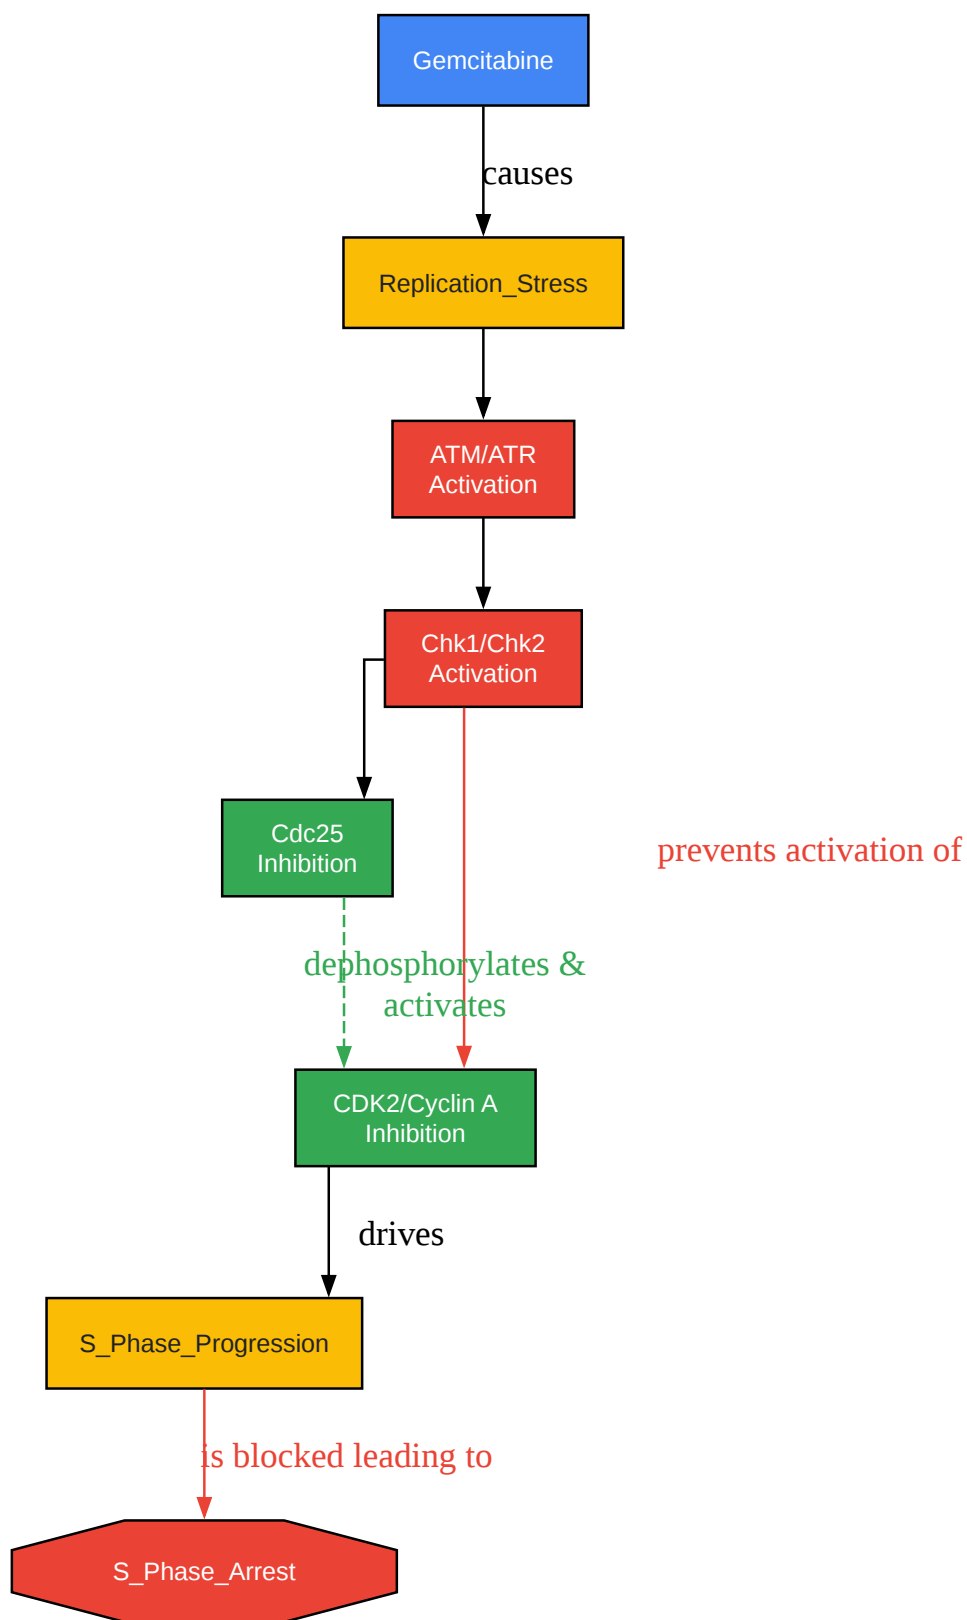 Gemcitabine
causes
Replication_Stress
ATM/ATR
Activation
Chk1/Chk2
Activation
Cdc25
Inhibition
prevents activation of
dephosphorylates &
activates
CDK2/Cyclin A
Inhibition
drives
S_Phase_Progression
is blocked leading to
S_Phase_Arrest